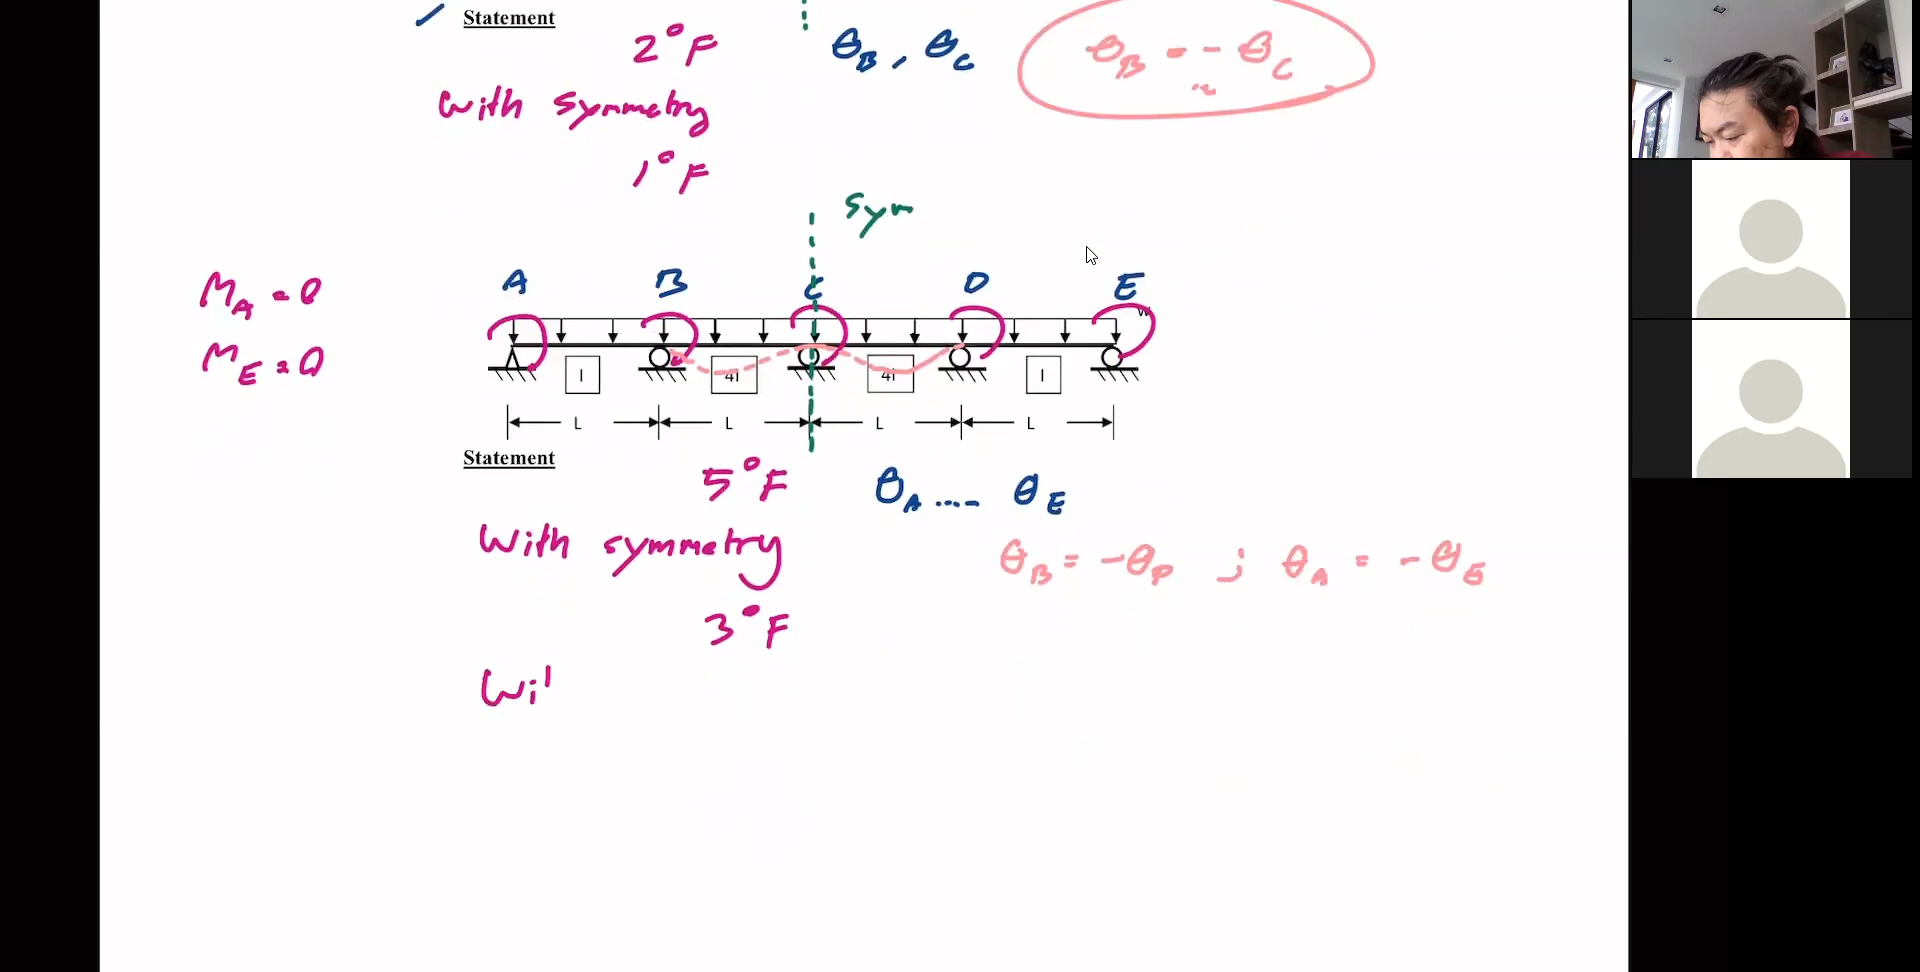 Statement
2°F θB, θC θB = - θC
With symmetry
1°F
Sym
A B C D E
MA = 0
w
ME = 0
I 4I 4I I
L L L L
Statement
5°F θA .... θE
With symmetry θB = -θD ; θA = -θE
3°F